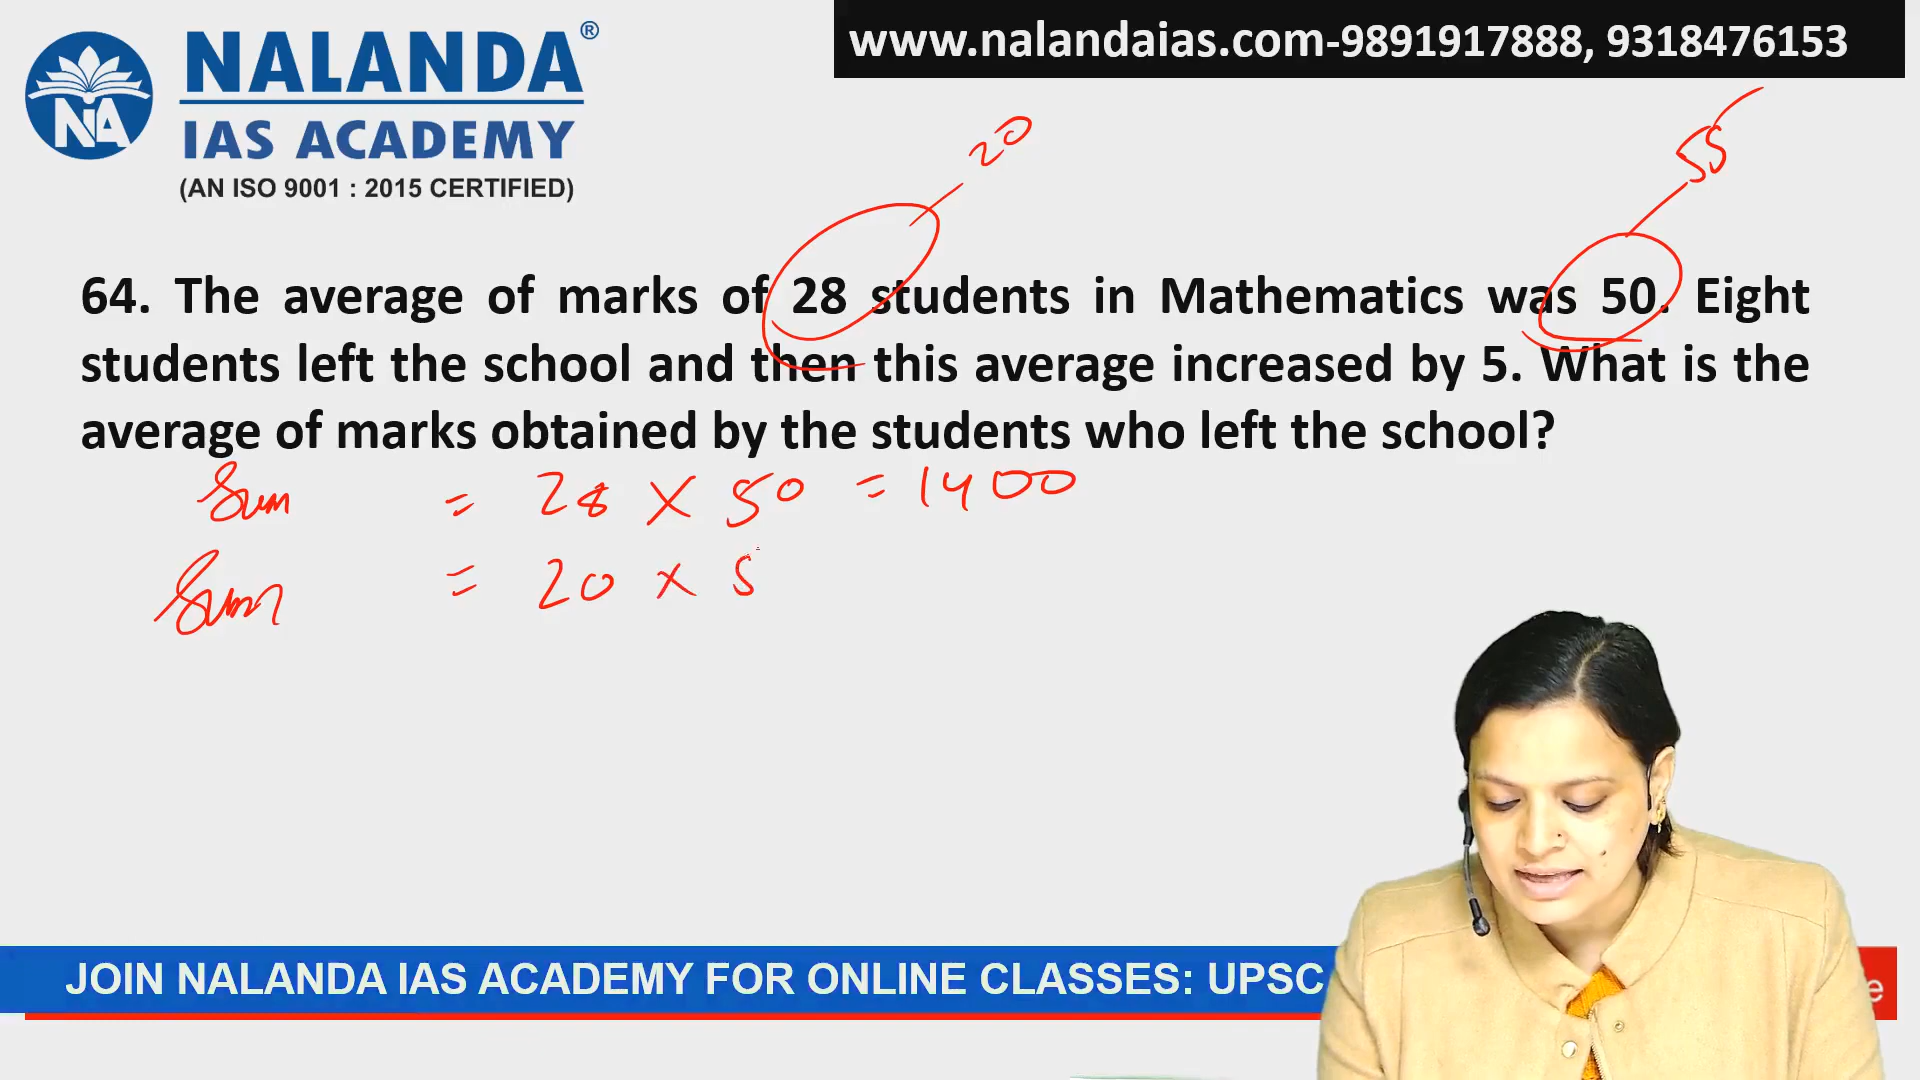 www.nalandaias.com-9891917888, 9318476153
NALANDA®
IAS ACADEMY
(AN ISO 9001 : 2015 CERTIFIED)
NA
20
55
64. The average of marks of 28 students in Mathematics was 50. Eight
students left the school and then this average increased by 5. What is the
average of marks obtained by the students who left the school?
Sum = 28 × 50 = 1400
Sum = 20 × 5
JOIN NALANDA IAS ACADEMY FOR ONLINE CLASSES: UPSC
e